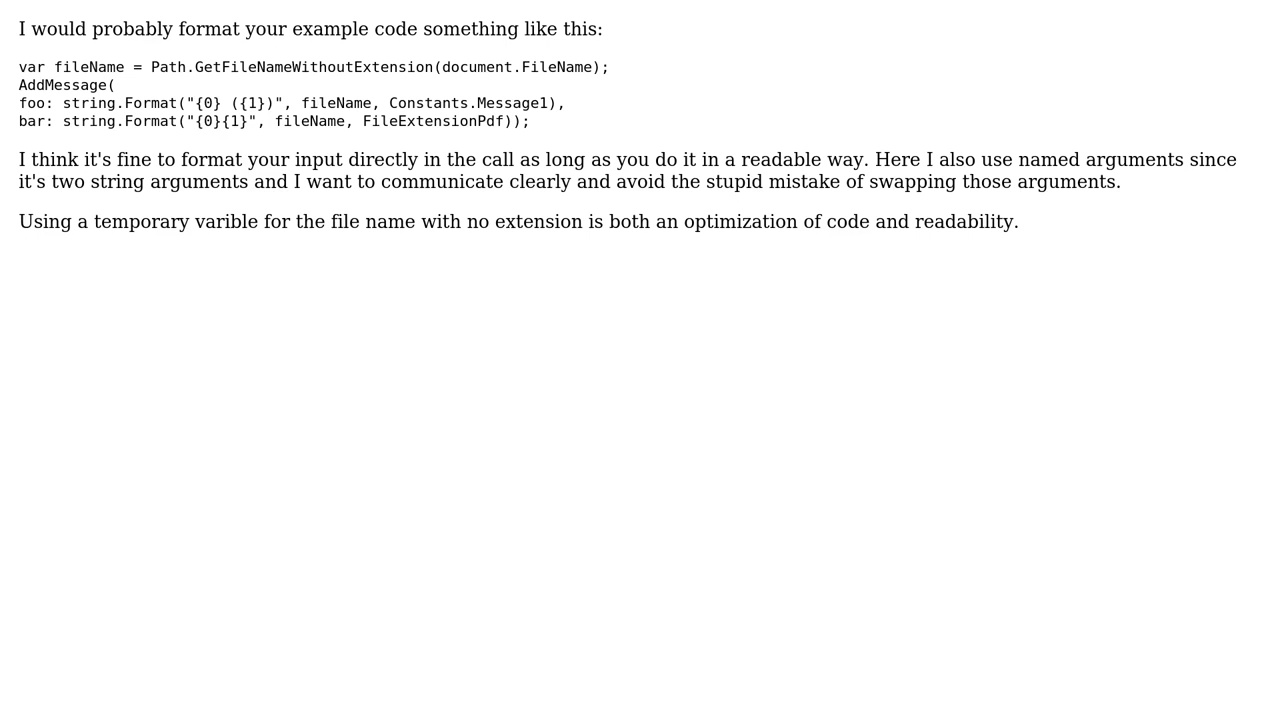 I would probably format your example code something like this:
var fileName = Path.GetFileNameWithoutExtension(document.FileName);
AddMessage(
foo: string.Format("{0} ({1})", fileName, Constants.Message1),
bar: string.Format("{0}{1}", fileName, FileExtensionPdf));
I think it's fine to format your input directly in the call as long as you do it in a readable way. Here I also use named arguments since
it's two string arguments and I want to communicate clearly and avoid the stupid mistake of swapping those arguments.
Using a temporary varible for the file name with no extension is both an optimization of code and readability.